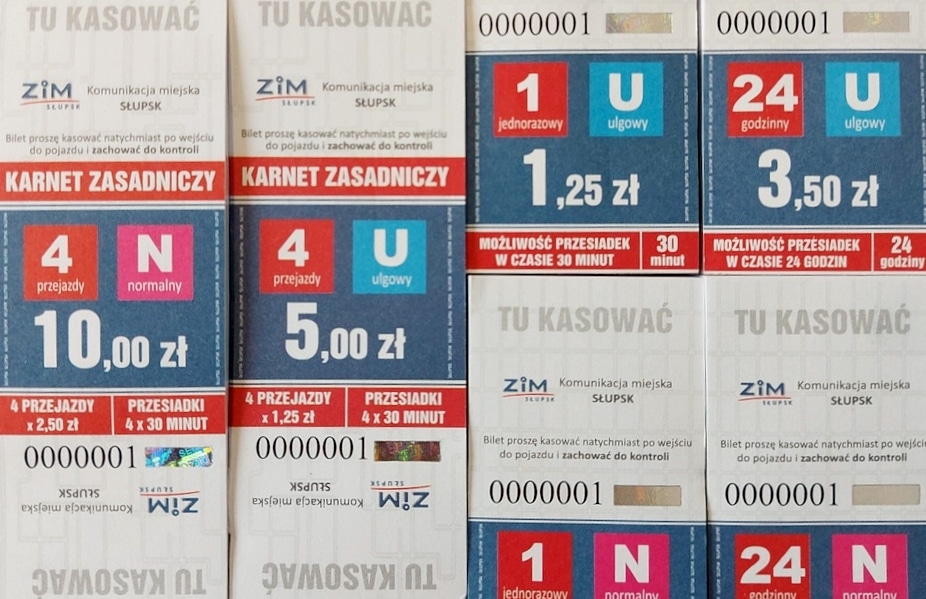 TU KASOWAĆ
ZiM
SŁUPSK
Komunikacja miejska
SŁUPSK
Bilet proszę kasować natychmiast po wejściu
do pojazdu i zachować do kontroli
KARNET ZASADNICZY
4
przejazdy
N
normalny
10,00 zł
4 PRZEJAZDY
x 2,50 zł
PRZESIADKI
4 x 30 MINUT
0000001
ZiM
SŁUPSK
Komunikacja miejska
SŁUPSK
TU KASOWAĆ
TU KASOWAĆ
ZiM
SŁUPSK
Komunikacja miejska
SŁUPSK
Bilet proszę kasować natychmiast po wejściu
do pojazdu i zachować do kontroli
KARNET ZASADNICZY
4
przejazdy
U
ulgowy
5,00 zł
4 PRZEJAZDY
x 1,25 zł
PRZESIADKI
4 x 30 MINUT
0000001
ZiM
SŁUPSK
Komunikacja miejska
SŁUPSK
TU KASOWAĆ
0000001
1
jednorazowy
U
ulgowy
1,25 zł
MOŻLIWOŚĆ PRZESIADEK
W CZASIE 30 MINUT
30
minut
TU KASOWAĆ
ZiM
SŁUPSK
Komunikacja miejska
SŁUPSK
Bilet proszę kasować natychmiast po wejściu
do pojazdu i zachować do kontroli
0000001
1
jednorazowy
N
normalny
0000001
24
godzinny
U
ulgowy
3,50 zł
MOŻLIWOŚĆ PRZESIADEK
W CZASIE 24 GODZIN
24
godziny
TU KASOWAĆ
ZiM
SŁUPSK
Komunikacja miejska
SŁUPSK
Bilet proszę kasować natychmiast po wejściu
do pojazdu i zachować do kontroli
0000001
24
godzinny
N
normalny